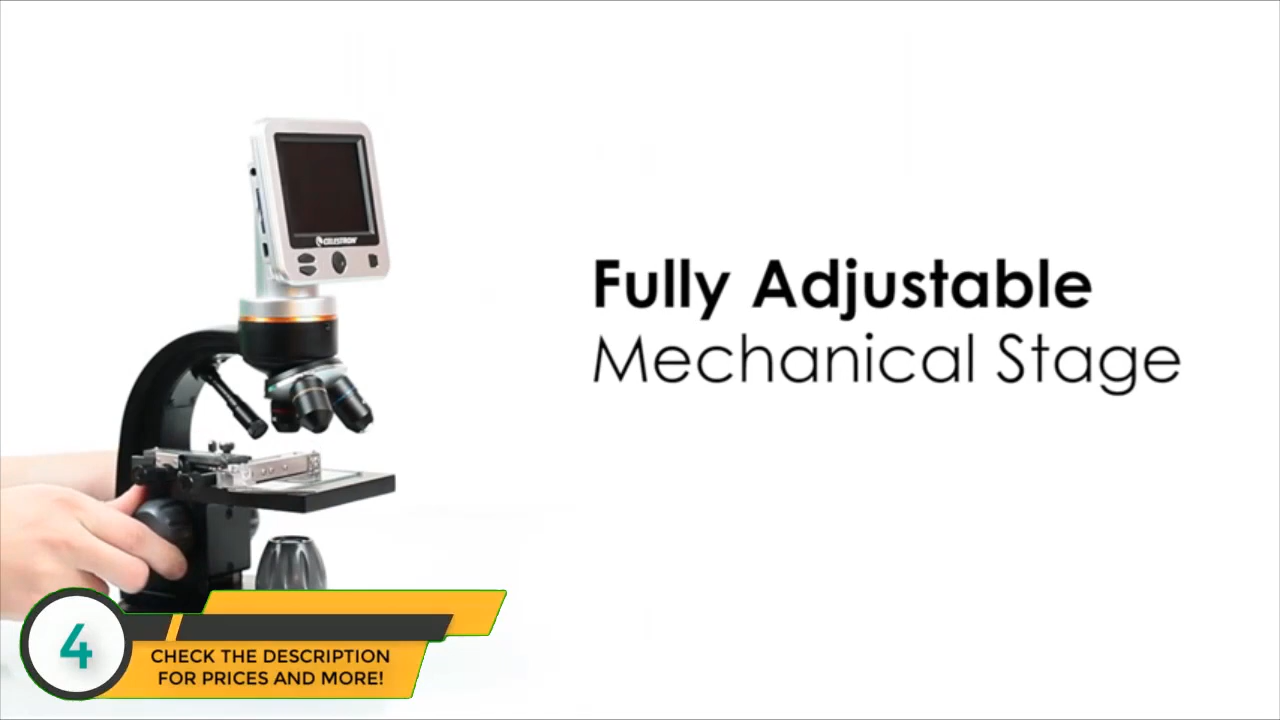 CELESTRON
Fully Adjustable
Mechanical Stage
4
CHECK THE DESCRIPTION
FOR PRICES AND MORE!